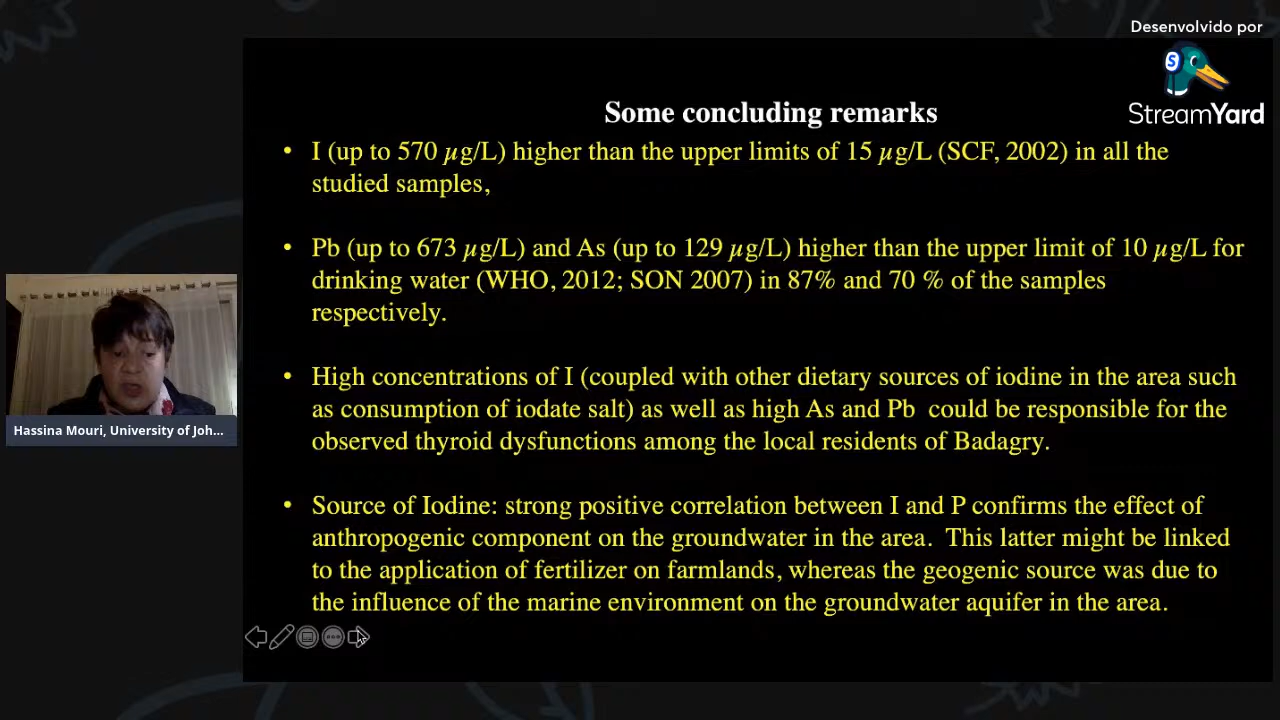 Desenvolvido por
S
StreamYard
Some concluding remarks
• I (up to 570 µg/L) higher than the upper limits of 15 µg/L (SCF, 2002) in all the
studied samples,
• Pb (up to 673 µg/L) and As (up to 129 µg/L) higher than the upper limit of 10 µg/L for
drinking water (WHO, 2012; SON 2007) in 87% and 70 % of the samples
respectively.
• High concentrations of I (coupled with other dietary sources of iodine in the area such
as consumption of iodate salt) as well as high As and Pb could be responsible for the
observed thyroid dysfunctions among the local residents of Badagry.
• Source of Iodine: strong positive correlation between I and P confirms the effect of
anthropogenic component on the groundwater in the area. This latter might be linked
to the application of fertilizer on farmlands, whereas the geogenic source was due to
the influence of the marine environment on the groundwater aquifer in the area.
Hassina Mouri, University of Joh...